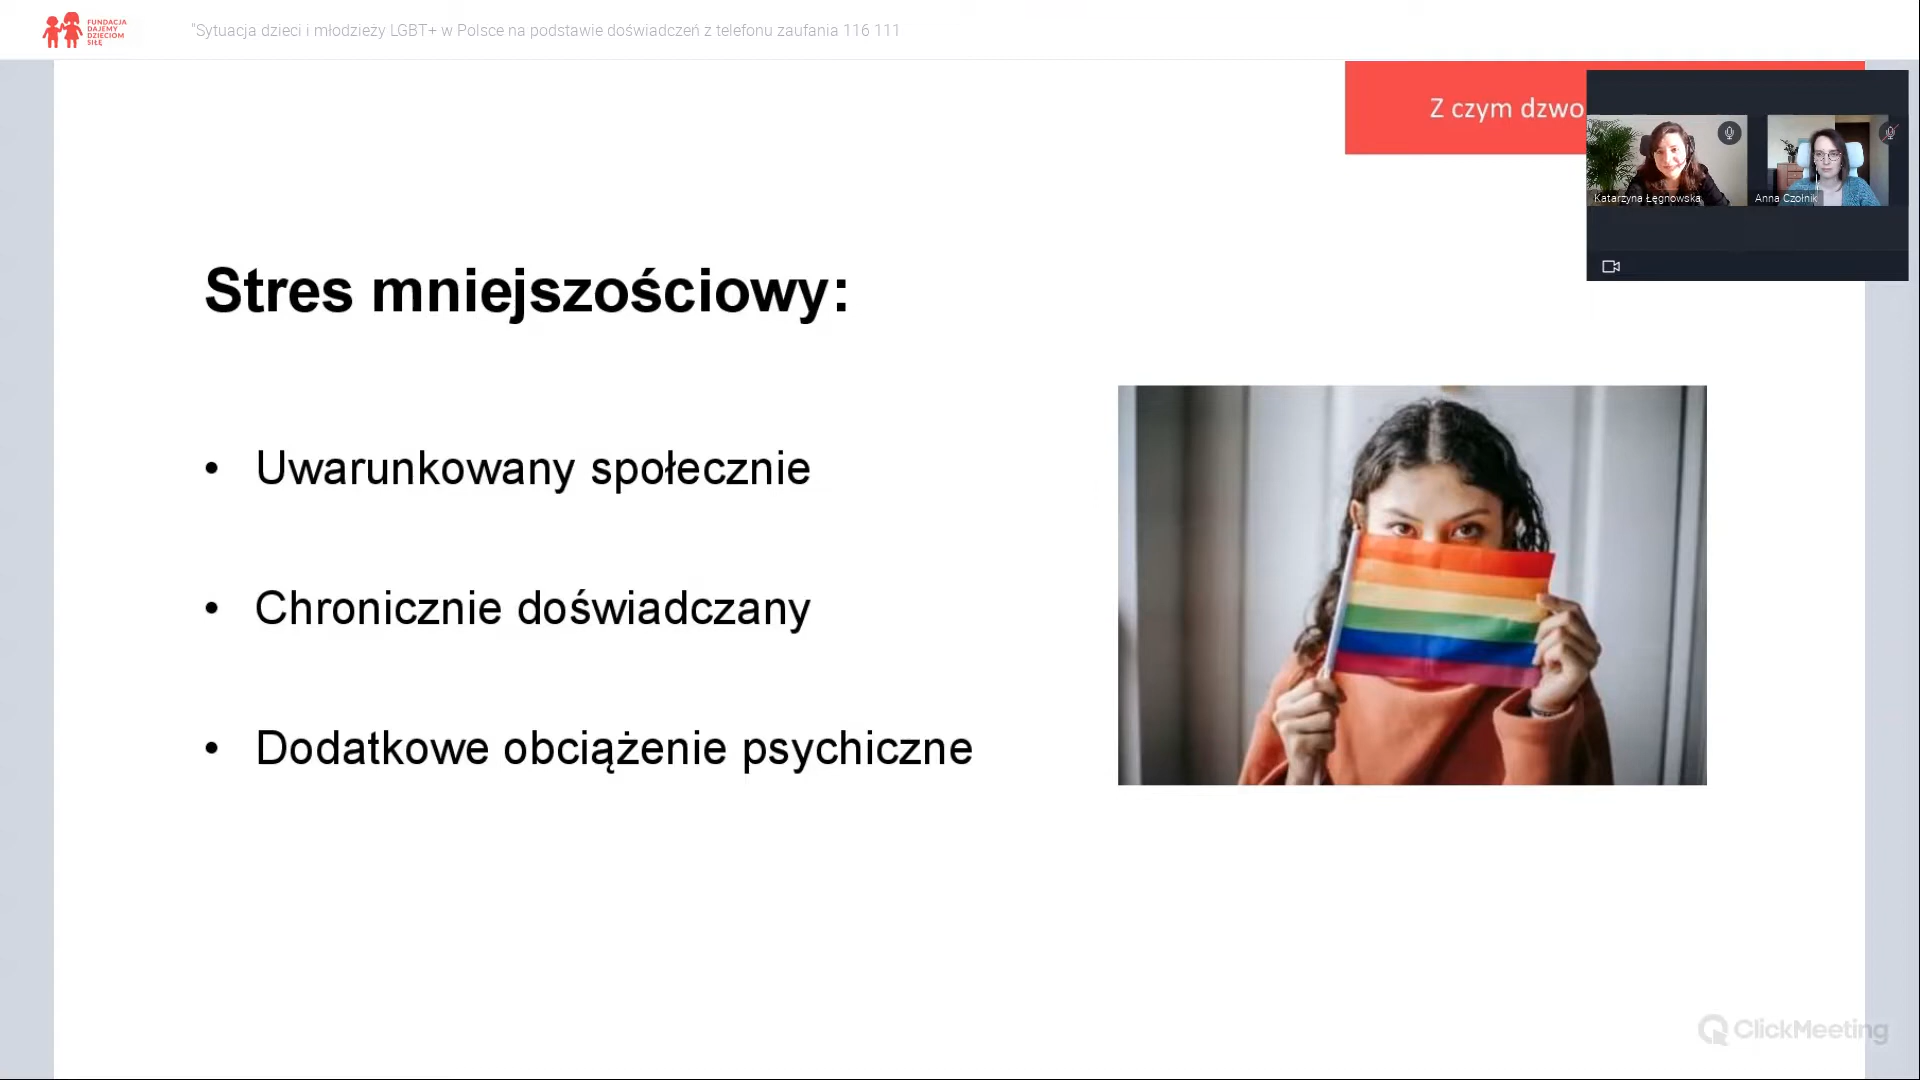 FUNDACJA
DAJEMY
DZIECIOM
SIŁĘ
"Sytuacja dzieci i młodzieży LGBT+ w Polsce na podstawie doświadczeń z telefonu zaufania 116 111
Z czym dzwo
Katarzyna Łęgnowska
Anna Czołnik
Stres mniejszościowy:
• Uwarunkowany społecznie
• Chronicznie doświadczany
• Dodatkowe obciążenie psychiczne
ClickMeeting